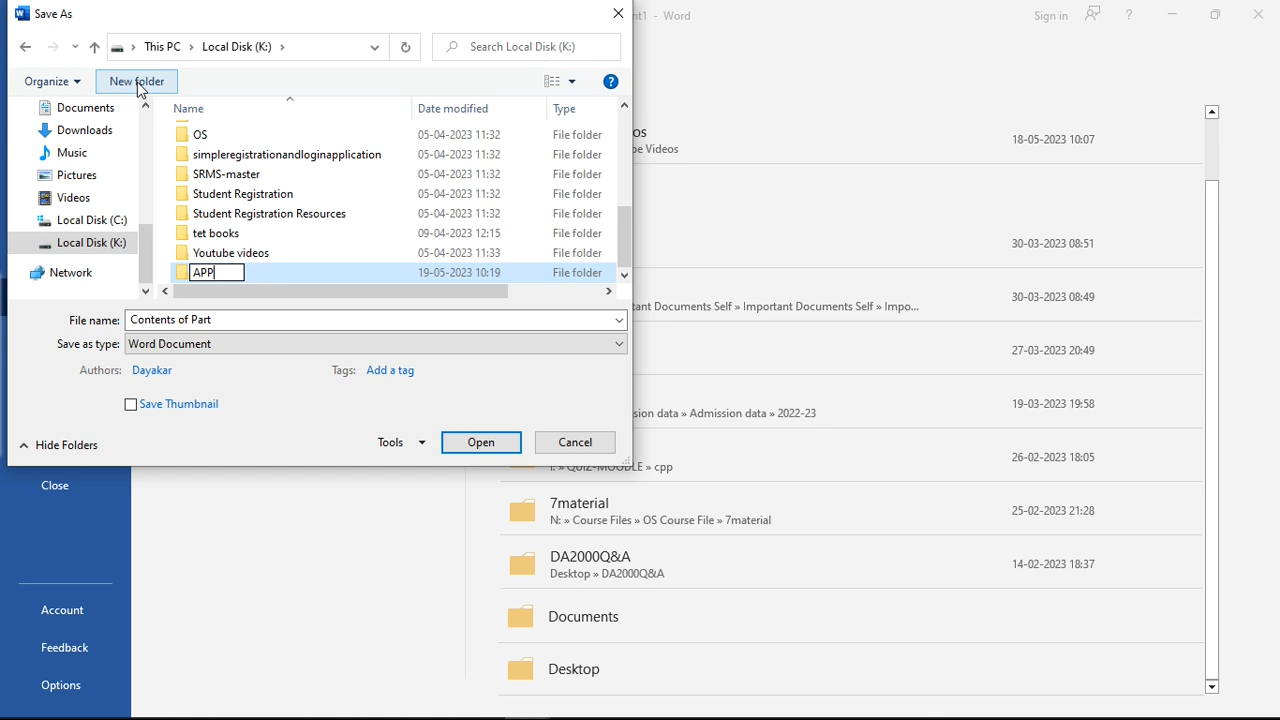 Save As
nt1 - Word
Sign in
?
This PC
Local Disk (K:)
Search Local Disk (K:)
Organize
New folder
?
Documents
Downloads
Music
Pictures
Videos
Local Disk (C:)
Local Disk (K:)
Network
Name Date modified Type
OS 05-04-2023 11:32 File folder
simpleregistrationandloginapplication 05-04-2023 11:32 File folder
SRMS-master 05-04-2023 11:32 File folder
Student Registration 05-04-2023 11:32 File folder
Student Registration Resources 05-04-2023 11:32 File folder
tet books 09-04-2023 12:15 File folder
Youtube videos 05-04-2023 11:33 File folder
APP 19-05-2023 10:19 File folder
File name: Contents of Part
Save as type: Word Document
Authors: Dayakar Tags: Add a tag
Save Thumbnail
Hide Folders Tools Open Cancel
os
be Videos 18-05-2023 10:07
30-03-2023 08:51
30-03-2023 08:49
tant Documents Self » Important Documents Self » Impo...
27-03-2023 20:49
19-03-2023 19:58
sion data » Admission data » 2022-23
26-02-2023 18:05
» QUIZ-MOODLE » cpp
7material 25-02-2023 21:28
N: » Course Files » OS Course File » 7material
DA2000Q&A 14-02-2023 18:37
Desktop » DA2000Q&A
Documents
Desktop
Close
Account
Feedback
Options